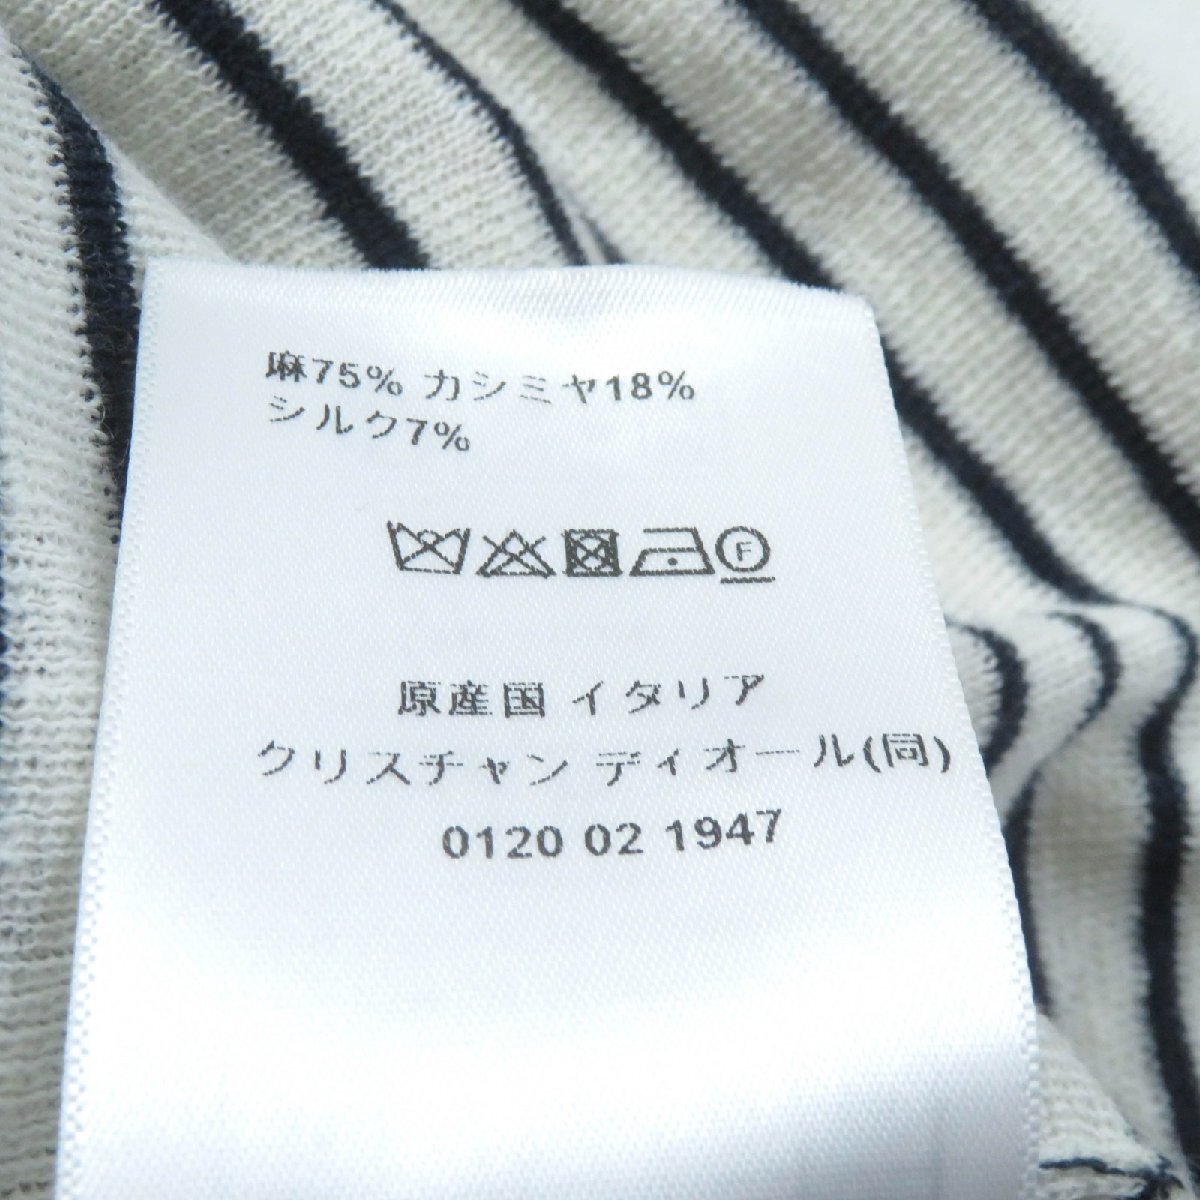 麻75% カシミヤ18%
シルク7%
F
原産国 イタリア
クリスチャン ディオール(同)
0120 02 1947